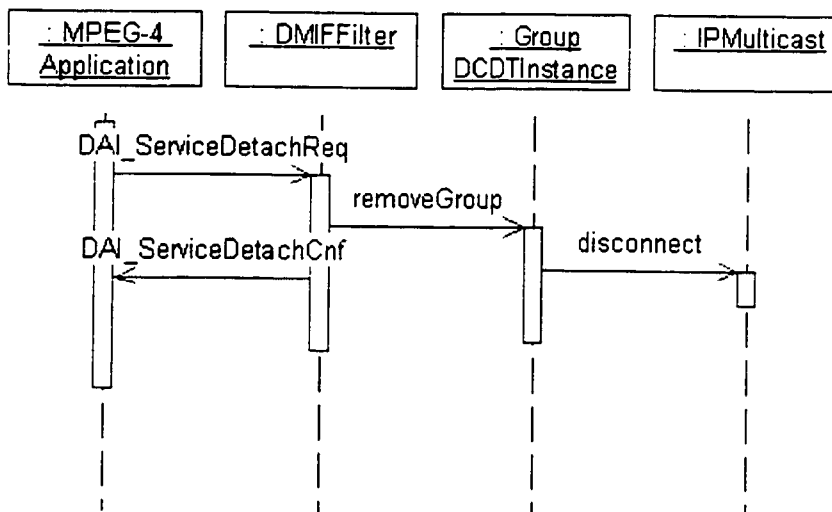 : MPEG-4
Application
: DMIFFilter
: Group
DCDTInstance
: IPMulticast
DAI_ServiceDetachReq
removeGroup
DAI_ServiceDetachCnf
disconnect